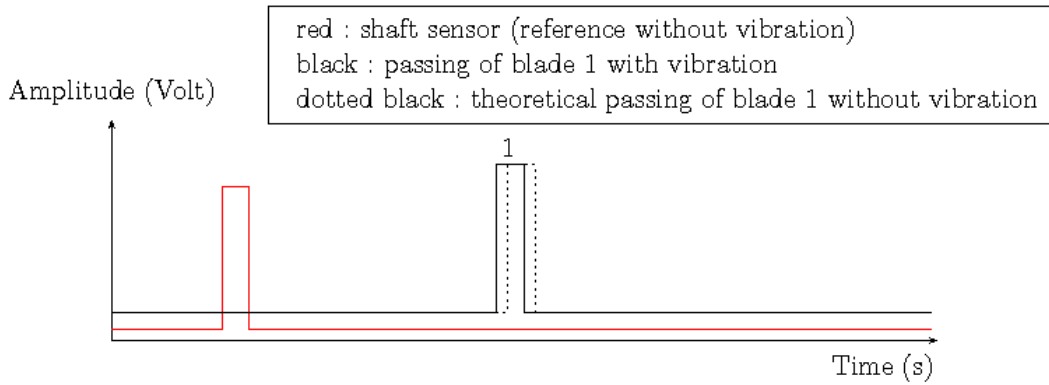 red : shaft sensor (reference without vibration)
black : passing of blade 1 with vibration
dotted black : theoretical passing of blade 1 without vibration
Amplitude (Volt)
1
Time (s)